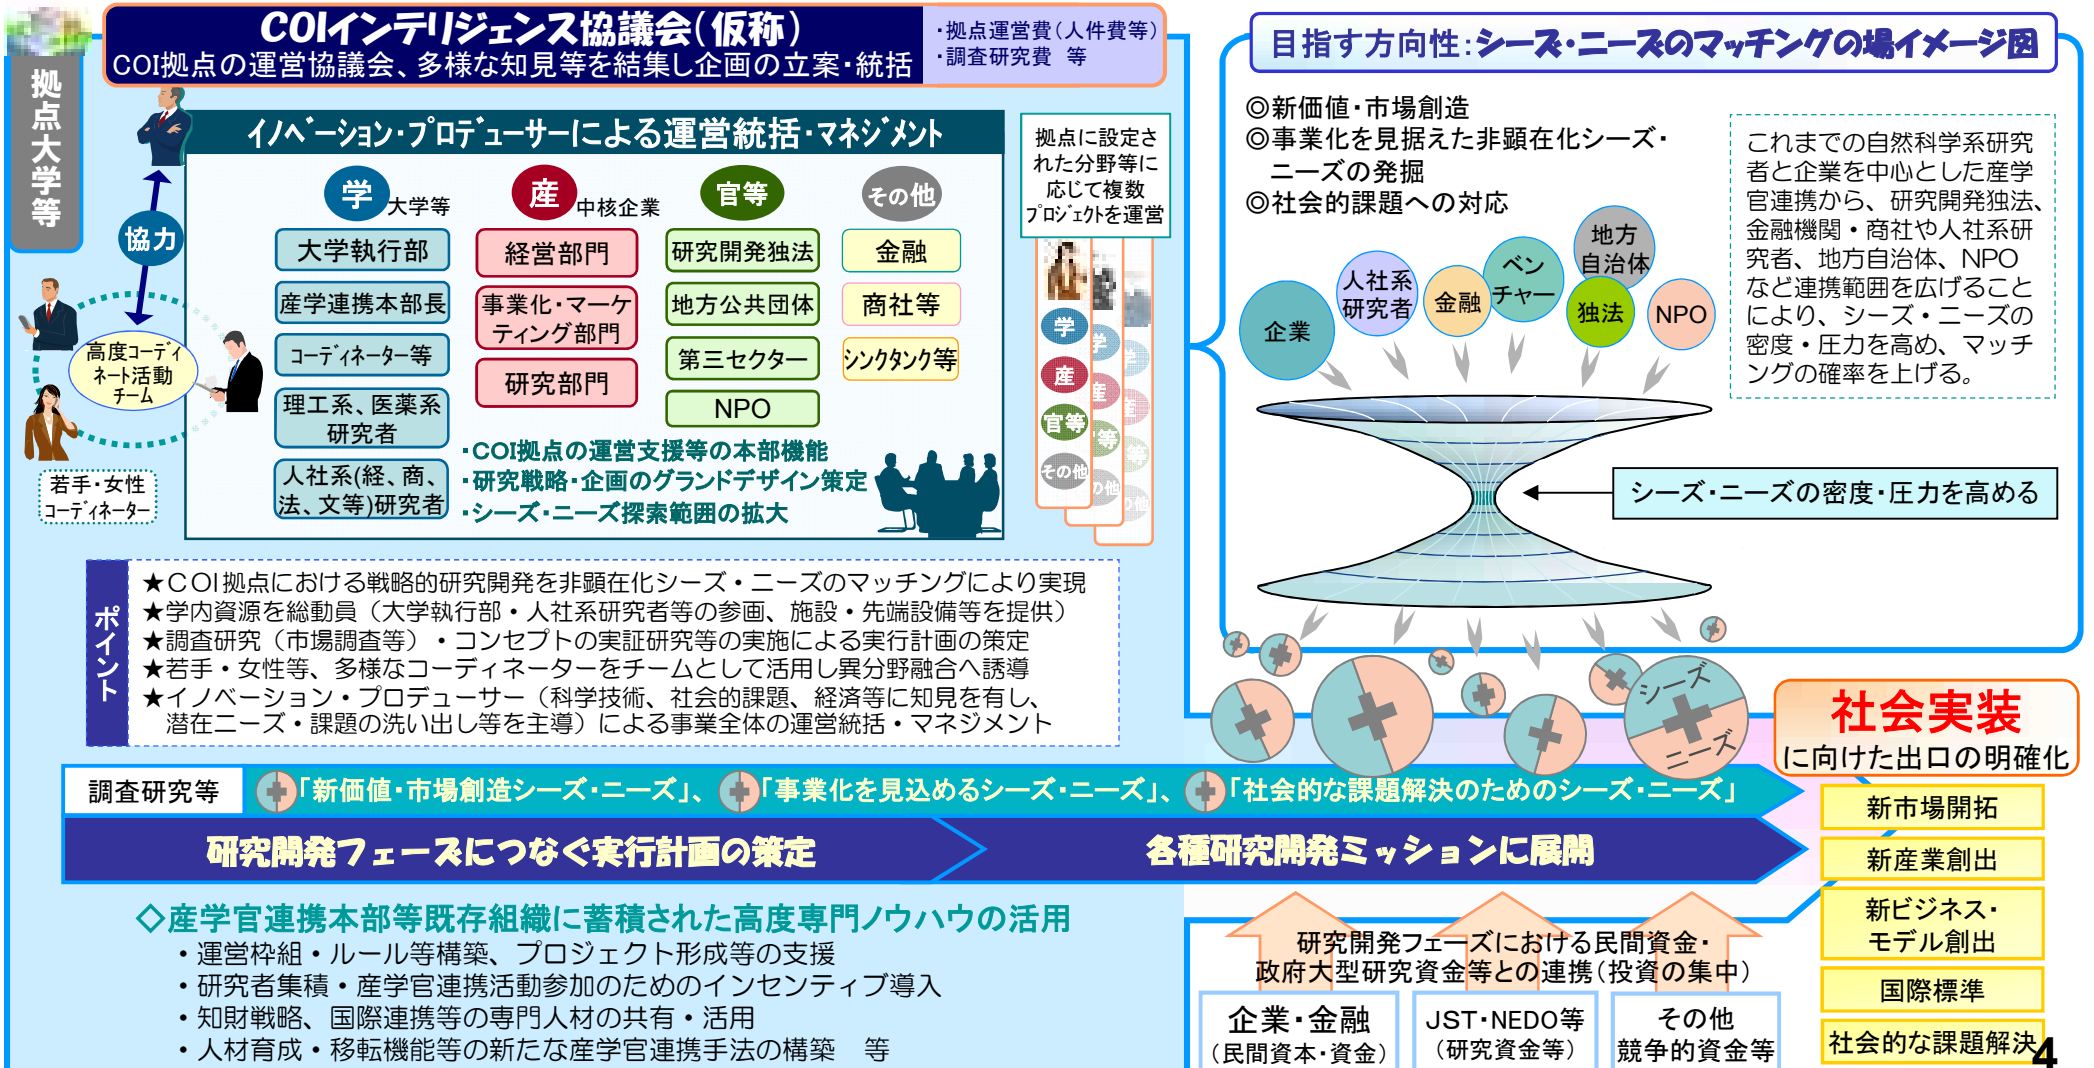 COIインテリジェンス協議会(仮称)
COI拠点の運営協議会、多様な知見等を結集し企画の立案・統括
・拠点運営費(人件費等)
・調査研究費 等
拠点大学等
イノベーション・プロデューサーによる運営統括・マネジメント
学 大学等
産 中核企業
官等
その他
大学執行部
産学連携本部長
コーディネーター等
理工系、医薬系
研究者
人社系(経、商、
法、文等)研究者
経営部門
事業化・マーケ
ティング部門
研究部門
研究開発独法
地方公共団体
第三セクター
NPO
金融
商社等
シンクタンク等
・COI拠点の運営支援等の本部機能
・研究戦略・企画のグランドデザイン策定
・シーズ・ニーズ探索範囲の拡大
協力
高度コーディ
ネート活動
チーム
若手・女性
コーディネーター
拠点に設定さ
れた分野等に
応じて複数
プロジェクトを運営
学
産
官等
その他
学
産
官等
その他
学
産
官等
その他
目指す方向性:シーズ・ニーズのマッチングの場イメージ図
◎新価値・市場創造
◎事業化を見据えた非顕在化シーズ・
ニーズの発掘
◎社会的課題への対応
これまでの自然科学系研究
者と企業を中心とした産学
官連携から、研究開発独法、
金融機関・商社や人社系研
究者、地方自治体、NPO
など連携範囲を広げること
により、シーズ・ニーズの
密度・圧力を高め、マッチ
ングの確率を上げる。
企業
人社系
研究者
金融
ベン
チャー
地方
自治体
独法
NPO
シーズ・ニーズの密度・圧力を高める
シーズ
ニーズ
ポイント
★COI拠点における戦略的研究開発を非顕在化シーズ・ニーズのマッチングにより実現
★学内資源を総動員(大学執行部・人社系研究者等の参画、施設・先端設備等を提供)
★調査研究(市場調査等)・コンセプトの実証研究等の実施による実行計画の策定
★若手・女性等、多様なコーディネーターをチームとして活用し異分野融合へ誘導
★イノベーション・プロデューサー(科学技術、社会的課題、経済等に知見を有し、
潜在ニーズ・課題の洗い出し等を主導)による事業全体の運営統括・マネジメント
調査研究等
「新価値・市場創造シーズ・ニーズ」、「事業化を見込めるシーズ・ニーズ」、「社会的な課題解決のためのシーズ・ニーズ」
研究開発フェーズにつなぐ実行計画の策定
各種研究開発ミッションに展開
社会実装
に向けた出口の明確化
新市場開拓
新産業創出
新ビジネス・
モデル創出
国際標準
社会的な課題解決
◇産学官連携本部等既存組織に蓄積された高度専門ノウハウの活用
・運営枠組・ルール等構築、プロジェクト形成等の支援
・研究者集積・産学官連携活動参加のためのインセンティブ導入
・知財戦略、国際連携等の専門人材の共有・活用
・人材育成・移転機能等の新たな産学官連携手法の構築 等
研究開発フェーズにおける民間資金・
政府大型研究資金等との連携(投資の集中)
企業・金融
(民間資本・資金)
JST・NEDO等
(研究資金等)
その他
競争的資金等
4